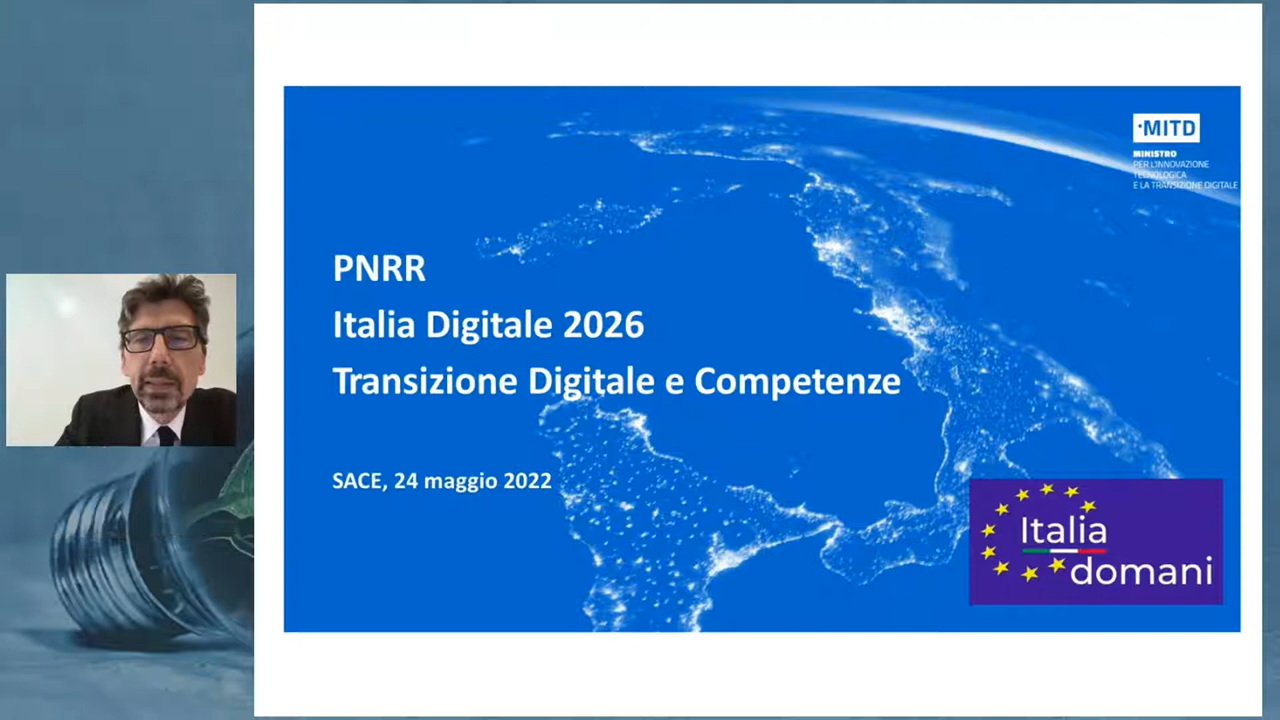 ·MITD
MINISTRO
PER L'INNOVAZIONE
TECNOLOGICA
E LA TRANSIZIONE DIGITALE
PNRR
Italia Digitale 2026
Transizione Digitale e Competenze
SACE, 24 maggio 2022
Italia
domani